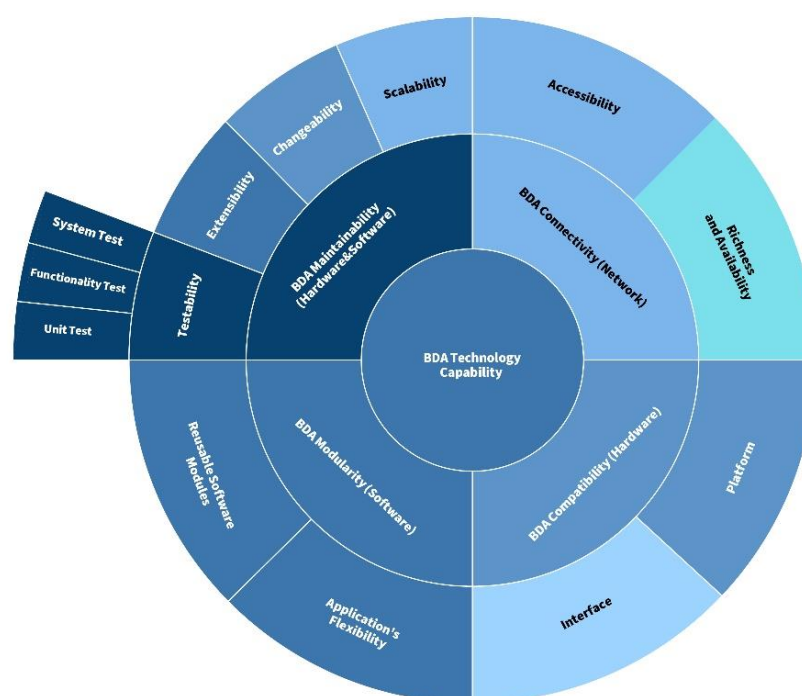 Scalability
Accessibility
Changeability
Extensibility
BDA Maintainability
(Hardware&Software)
BDA Connectivity (Network)
Richness
and Availability
System Test
Functionality Test
Unit Test
Testability
BDA Technology
Capability
Reusable Software
Modules
BDA Modularity (Software)
BDA Compatibility (Hardware)
Platform
Application's
Flexibility
Interface